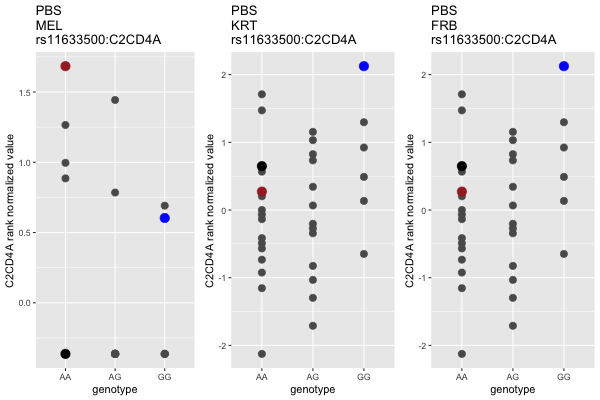 PBS
MEL
rs11633500:C2CD4A
C2CD4A rank normalized value
1.5
1.0
0.5
0.0
AA AG GG
genotype
PBS
KRT
rs11633500:C2CD4A
C2CD4A rank normalized value
2
1
0
-1
-2
AA AG GG
genotype
PBS
FRB
rs11633500:C2CD4A
C2CD4A rank normalized value
2
1
0
-1
-2
AA AG GG
genotype